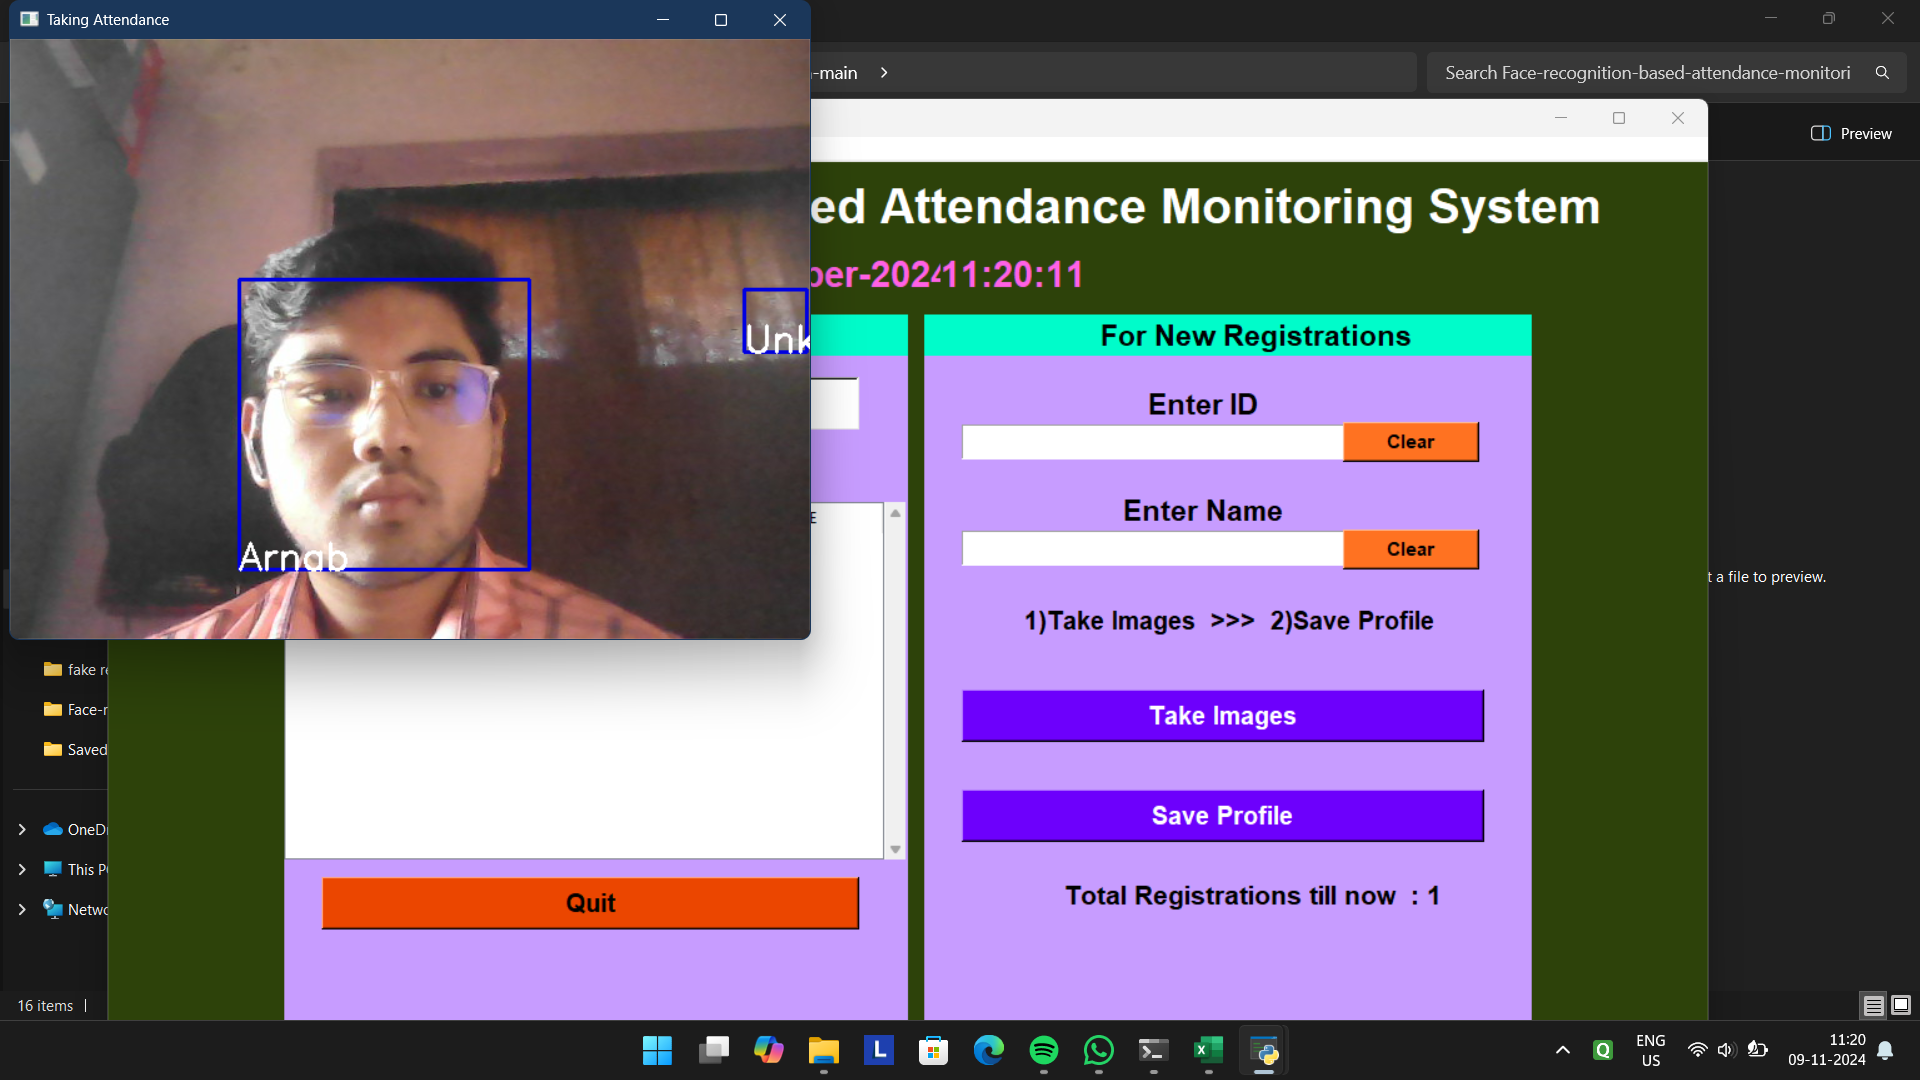 Taking Attendance
-main
Search Face-recognition-based-attendance-monitori
Preview
ed Attendance Monitoring System
ber-202
11:20:11
Unk
Arnab
For New Registrations
Enter ID
Clear
Enter Name
Clear
1)Take Images >>> 2)Save Profile
t a file to preview.
Take Images
Save Profile
Total Registrations till now : 1
E
Quit
fake re
Face-r
Saved
OneD
This P
Netwo
16 items
L
Q
ENG
US
11:20
09-11-2024